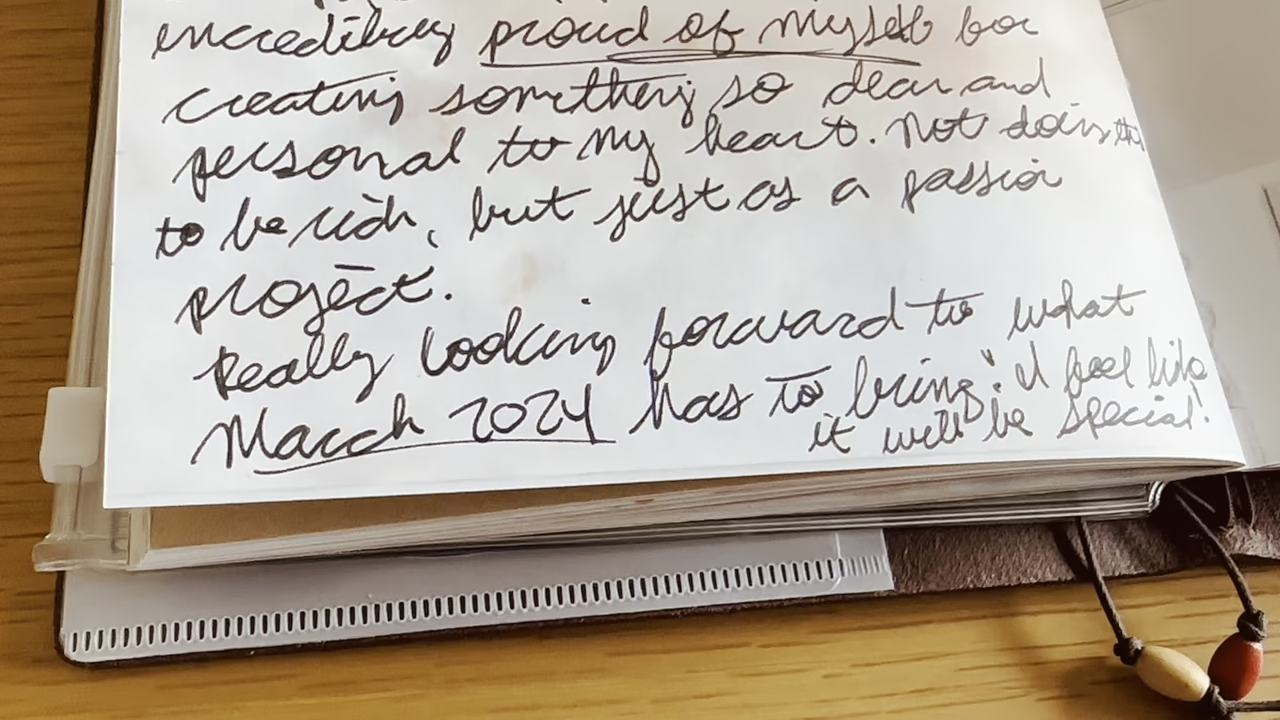 incredibley proud of myself for
creating something so dear and
personal to my heart. Not doing this
to be rich, but just as a passion
project.
Really looking forward to what
March 2024 has to bring! I feel like
it will be special!